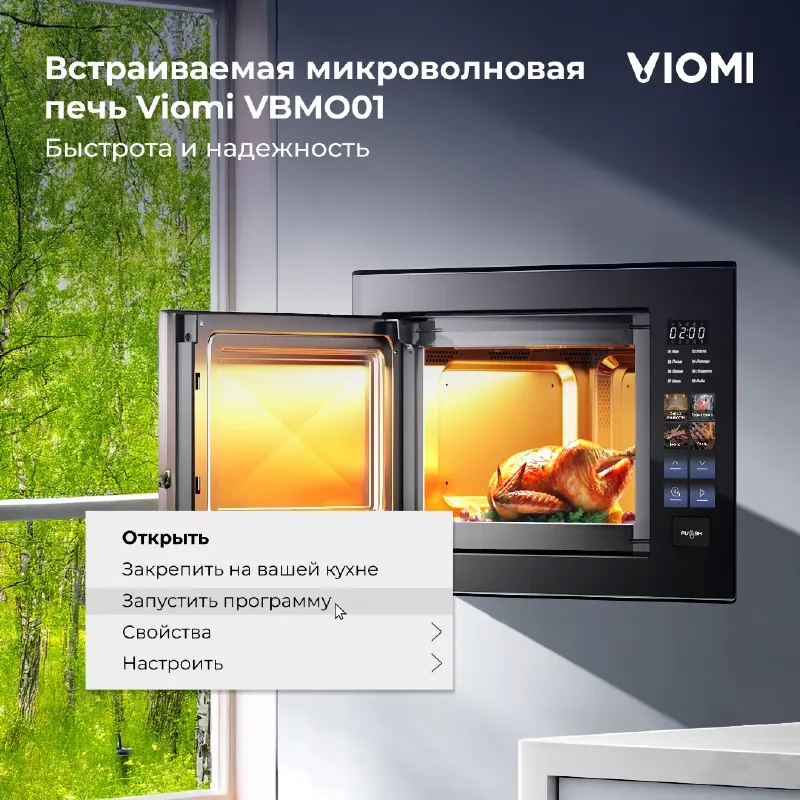 Встраиваемая микроволновая
печь Viomi VBMO01
Быстрота и надежность
VIOMI
02:00
PUSH
Открыть
Закрепить на вашей кухне
Запустить программу
Свойства
Настроить